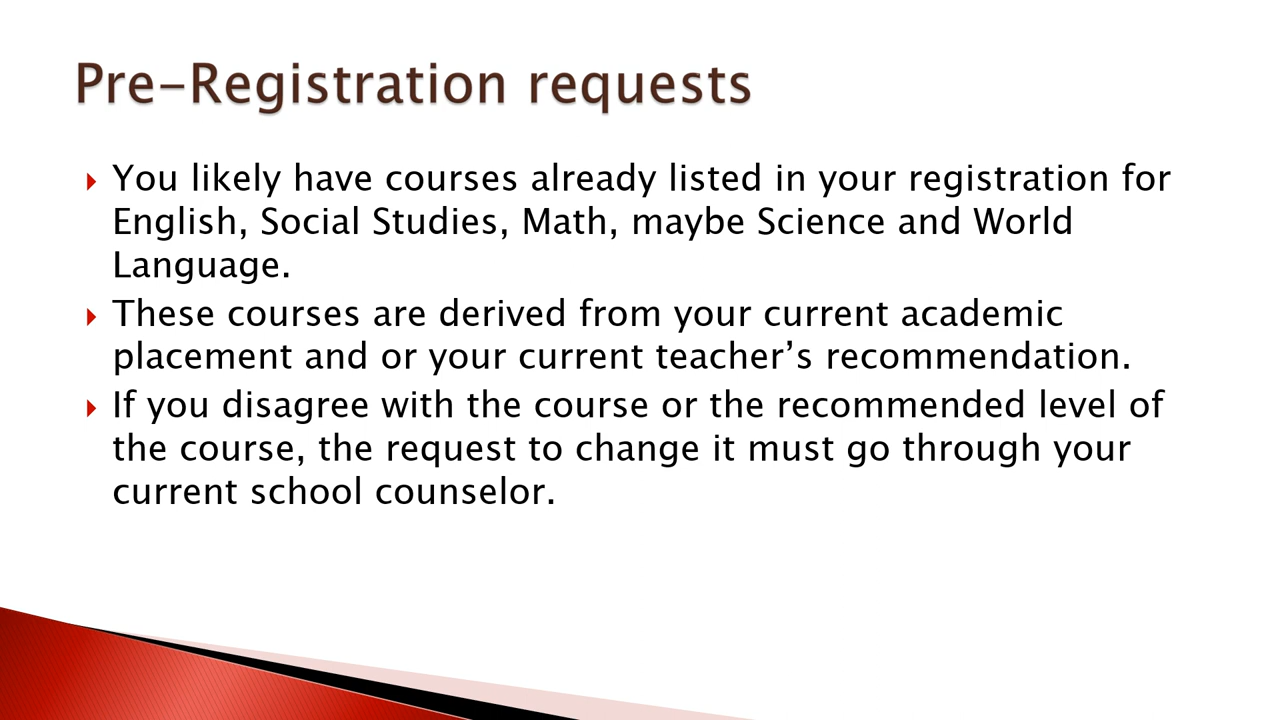 Pre-Registration requests
You likely have courses already listed in your registration for
English, Social Studies, Math, maybe Science and World
Language.
These courses are derived from your current academic
placement and or your current teacher’s recommendation.
If you disagree with the course or the recommended level of
the course, the request to change it must go through your
current school counselor.